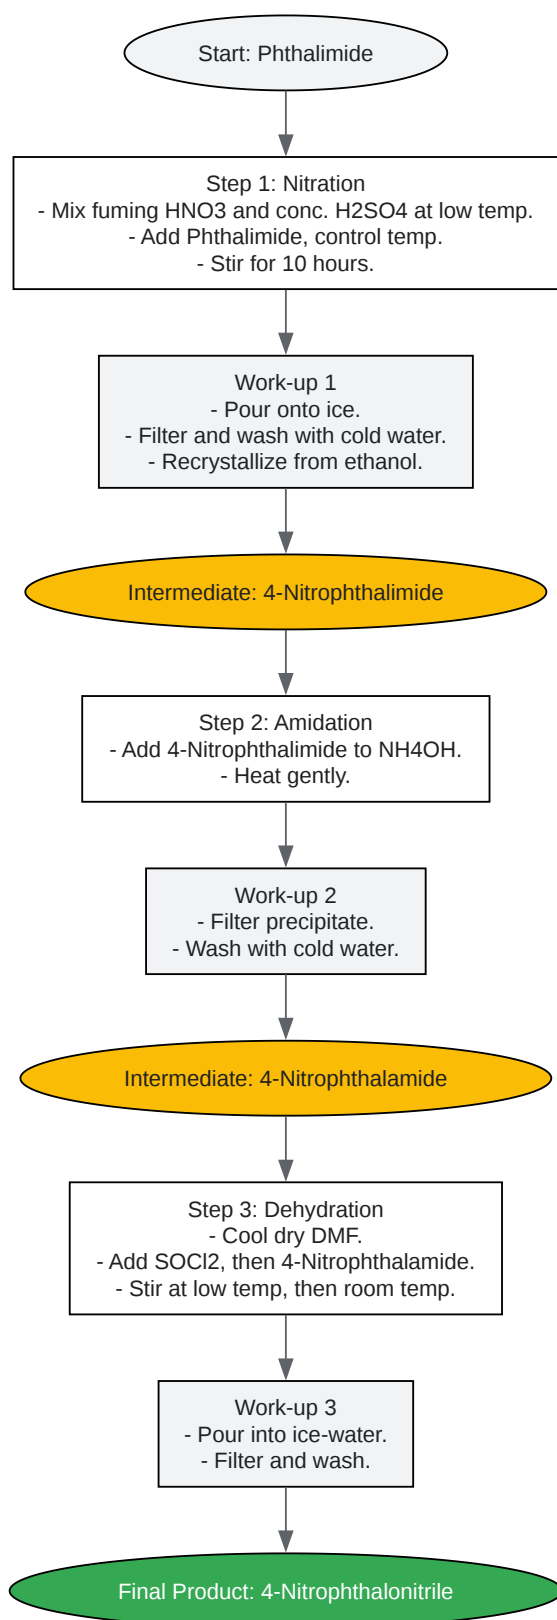 Start: Phthalimide
Step 1: Nitration
- Mix fuming HNO3 and conc. H2SO4 at low temp.
- Add Phthalimide, control temp.
- Stir for 10 hours.
Work-up 1
- Pour onto ice.
- Filter and wash with cold water.
- Recrystallize from ethanol.
Intermediate: 4-Nitrophthalimide
Step 2: Amidation
- Add 4-Nitrophthalimide to NH4OH.
- Heat gently.
Work-up 2
- Filter precipitate.
- Wash with cold water.
Intermediate: 4-Nitrophthalamide
Step 3: Dehydration
- Cool dry DMF.
- Add SOCl2, then 4-Nitrophthalamide.
- Stir at low temp, then room temp.
Work-up 3
- Pour into ice-water.
- Filter and wash.
Final Product: 4-Nitrophthalonitrile